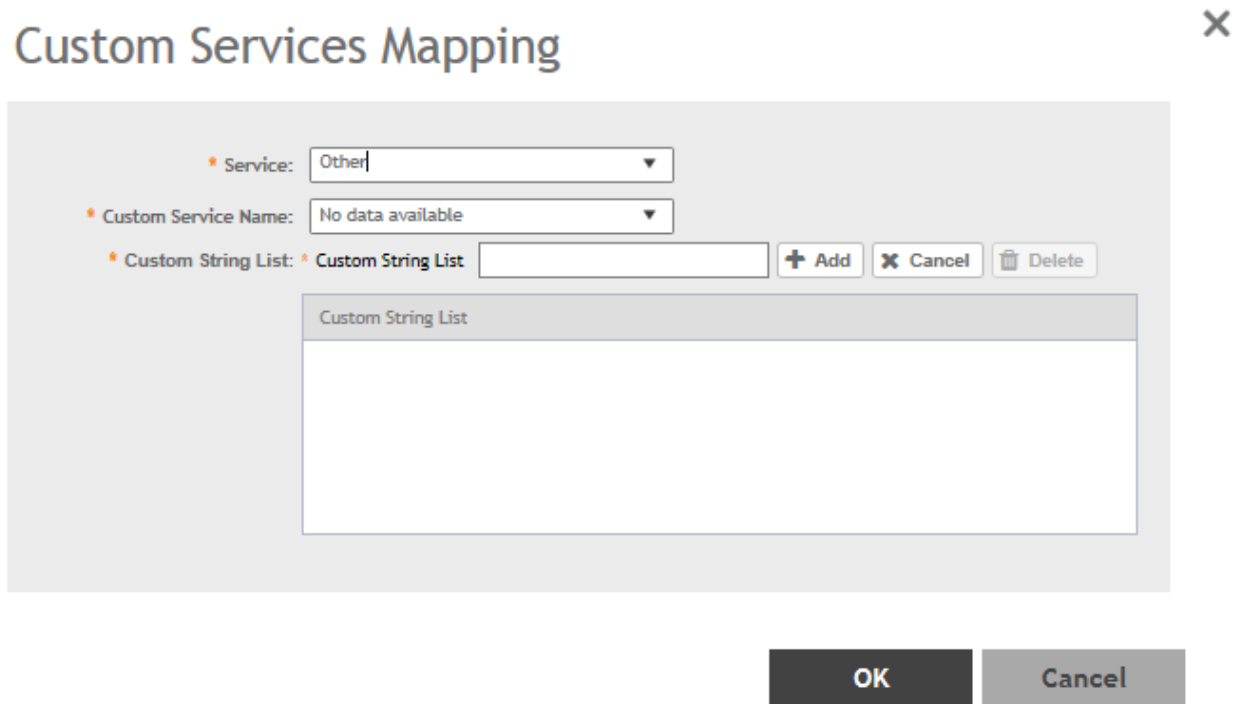 Custom Services Mapping
* Service: Other
* Custom Service Name: No data available
* Custom String List: * Custom String List Add Cancel Delete
Custom String List
OK Cancel